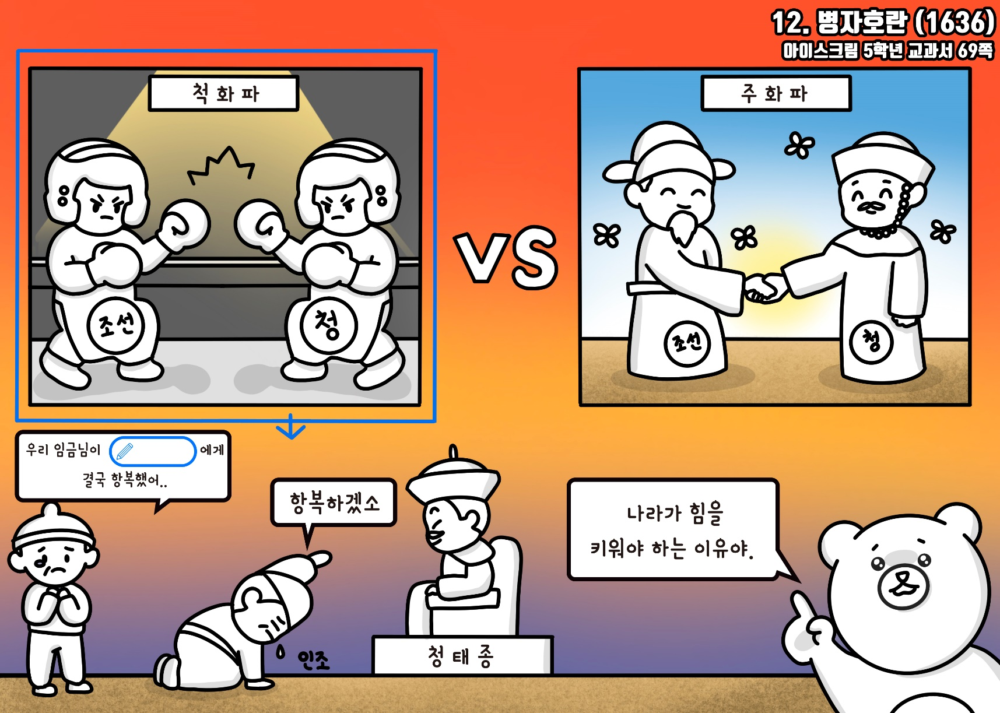 12. 병자호란 (1636)
아이스크림 5학년 교과서 69쪽
척화파
조선
청
VS
주화파
조선
청
우리 임금님이 에게
결국 항복했어..
항복하겠소
인조
청태종
나라가 힘을
키워야 하는 이유야.